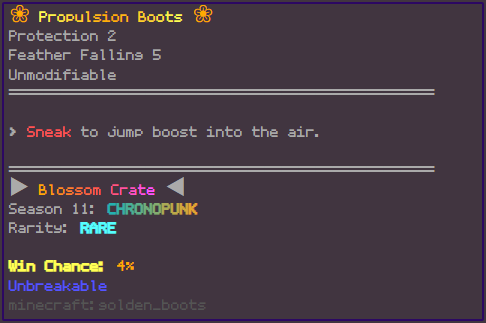 ❀ Propulsion Boots ❀
Protection 2
Feather Falling 5
Unmodifiable
> Sneak to jump boost into the air.
▶ Blossom Crate ◀
Season 11: CHRONOPUNK
Rarity: RARE
Win Chance: 4%
Unbreakable
minecraft:golden_boots